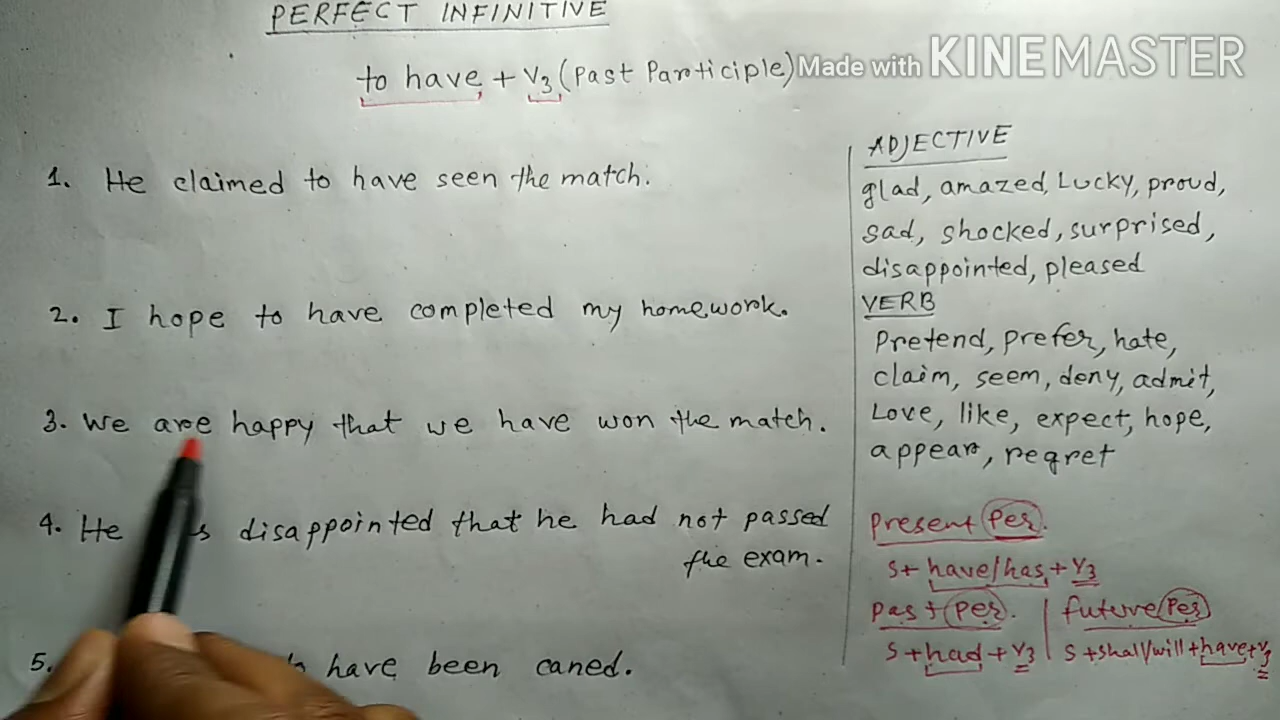 PERFECT INFINITIVE
to have + V3 (Past Participle)
Made with KINEMASTER
1. He claimed to have seen the match.
2. I hope to have completed my homework.
3. We are happy that we have won the match.
4. He disappointed that he had not passed
the exam.
5. have been caned.
ADJECTIVE
glad, amazed, Lucky, proud,
sad, shocked, surprised,
disappointed, pleased
VERB
Pretend, prefer, hate,
claim, seem, deny, admit,
Love, like, expect, hope,
appear, regret
Present Per.
S + have/has + V3
Past Per.
S + had + V3
future Per
S + shall/will + have + V3